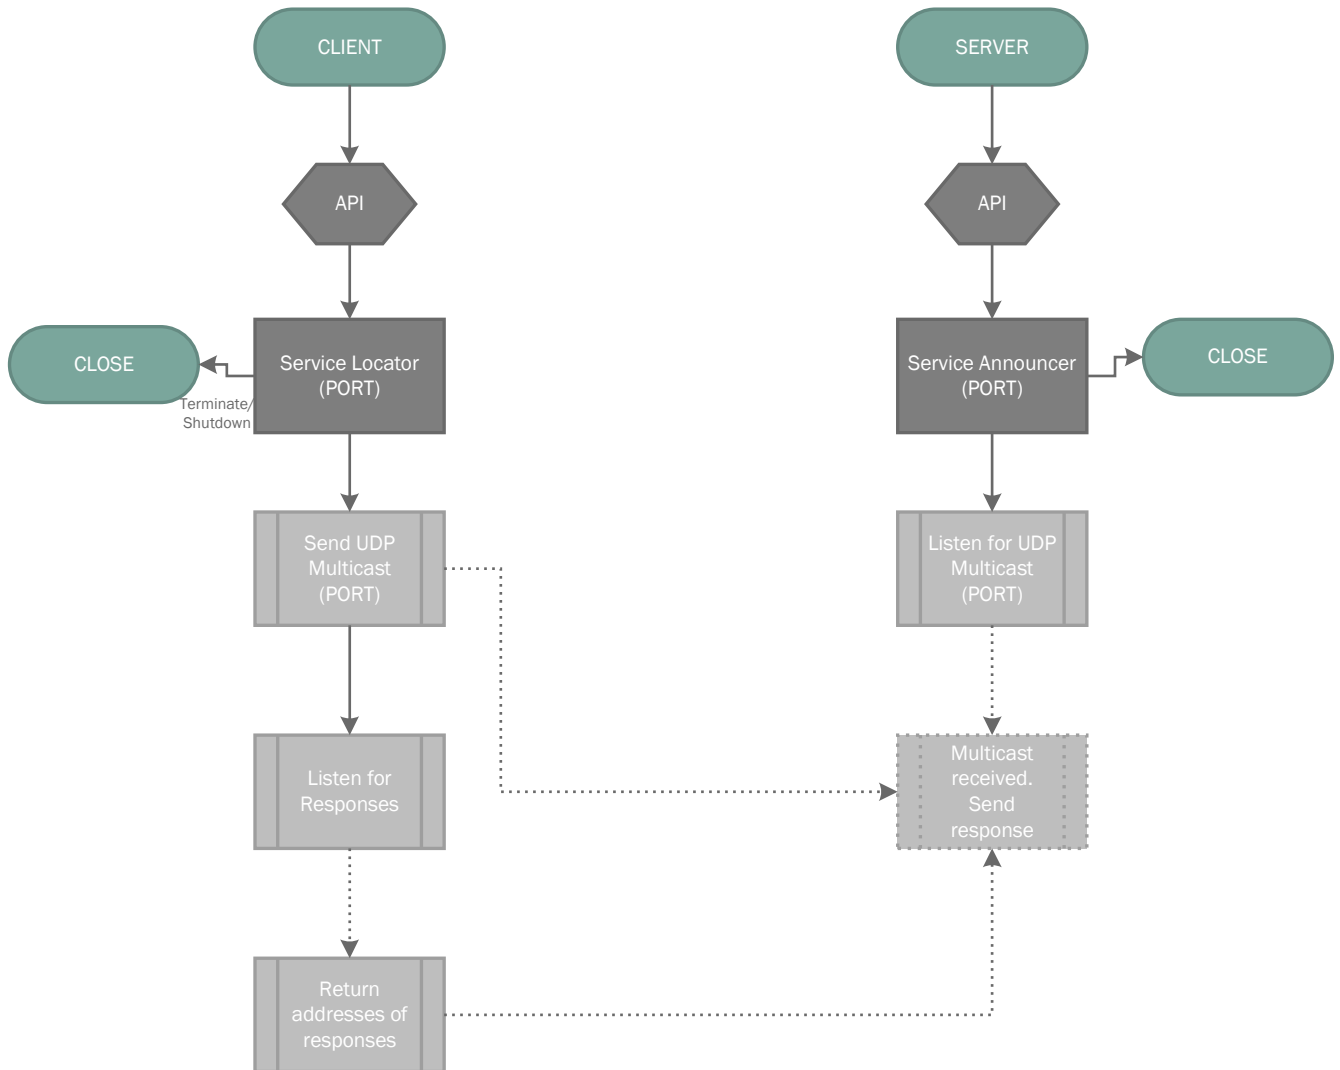 CLIENT
SERVER
API
API
CLOSE
Service Locator
(PORT)
Service Announcer
(PORT)
CLOSE
Terminate/
Shutdown
Send UDP
Multicast
(PORT)
Listen for UDP
Multicast
(PORT)
Listen for
Responses
Multicast
received.
Send
response
Return
addresses of
responses